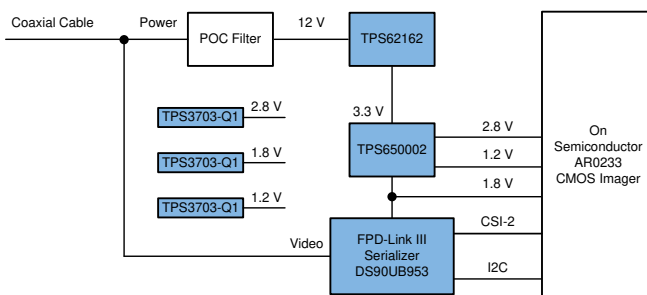 Coaxial Cable
Power
POC Filter
12 V
TPS62162
3.3 V
TPS3703-Q1
2.8 V
TPS3703-Q1
1.8 V
TPS3703-Q1
1.2 V
TPS650002
2.8 V
1.2 V
1.8 V
On
Semiconductor
AR0233
CMOS Imager
Video
FPD-Link III
Serializer
DS90UB953
CSI-2
I2C